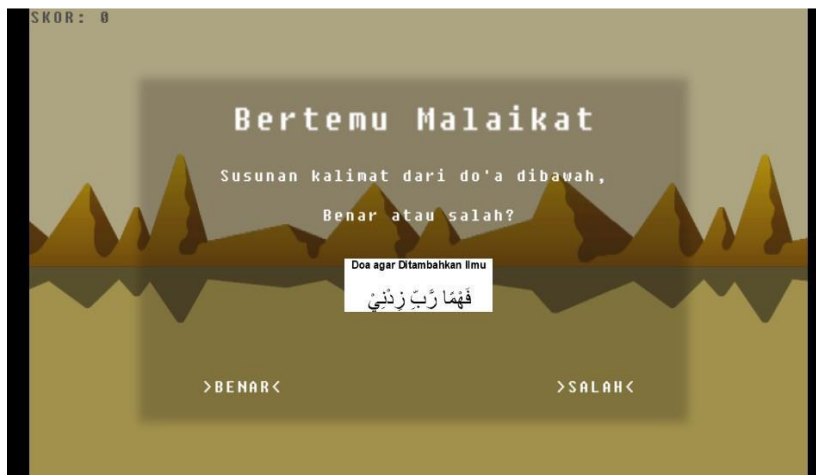 SKOR: 0
Bertemu Malaikat
Susunan kalimat dari do'a dibawah,
Benar atau salah?
Doa agar Ditambahkan Ilmu
فَهْمًا رَّبِّ زِدْنِيْ
>BENAR<
>SALAH<